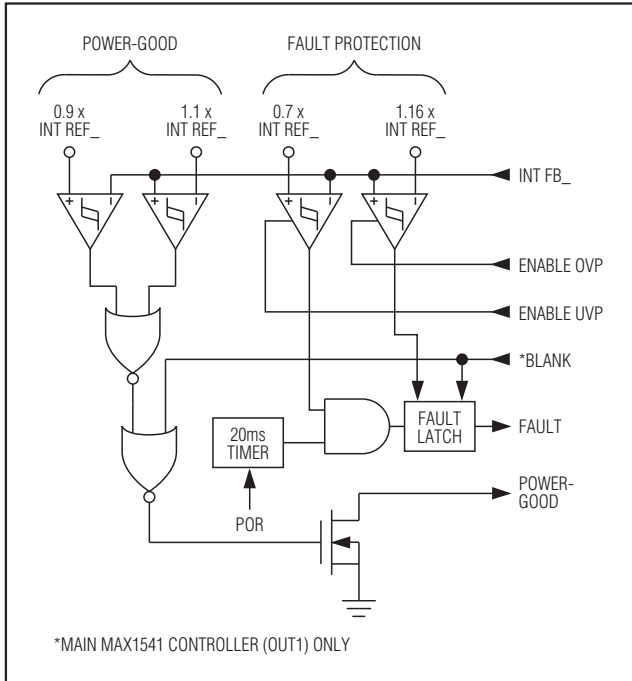 POWER-GOOD
FAULT PROTECTION
0.9 x
INT REF_
1.1 x
INT REF_
0.7 x
INT REF_
1.16 x
INT REF_
INT FB_
+
-
+
-
+
-
+
-
ENABLE OVP
ENABLE UVP
*BLANK
20ms
TIMER
FAULT
LATCH
FAULT
POR
POWER-
GOOD
*MAIN MAX1541 CONTROLLER (OUT1) ONLY